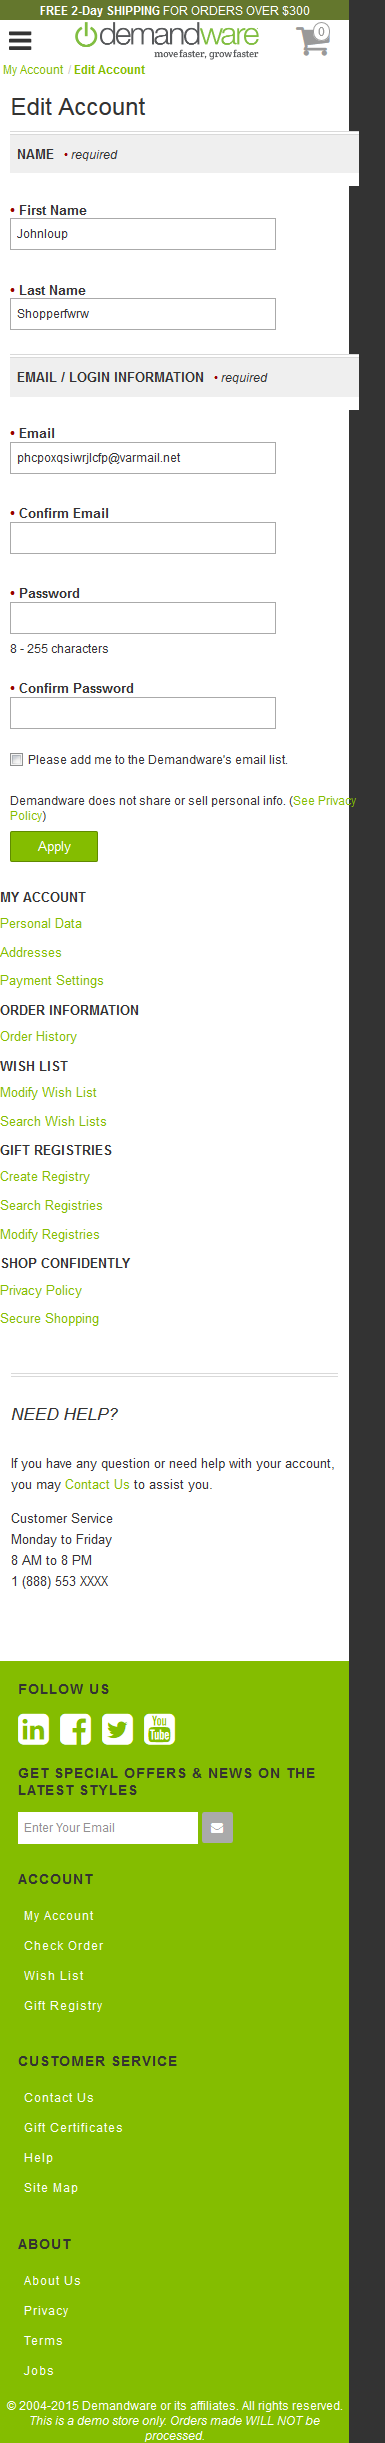 FREE 2-Day SHIPPING FOR ORDERS OVER $300
demandware
0
move faster, grow faster
My Account / Edit Account
Edit Account
NAME • required
• First Name
Johnloup
• Last Name
Shopperfwrw
EMAIL / LOGIN INFORMATION • required
• Email
phcpoxqsiwrjlcfp@varmail.net
• Confirm Email
• Password
8 - 255 characters
• Confirm Password
Please add me to the Demandware's email list.
Demandware does not share or sell personal info. (See Privacy
Policy)
Apply
MY ACCOUNT
Personal Data
Addresses
Payment Settings
ORDER INFORMATION
Order History
WISH LIST
Modify Wish List
Search Wish Lists
GIFT REGISTRIES
Create Registry
Search Registries
Modify Registries
SHOP CONFIDENTLY
Privacy Policy
Secure Shopping
NEED HELP?
If you have any question or need help with your account,
you may Contact Us to assist you.
Customer Service
Monday to Friday
8 AM to 8 PM
1 (888) 553 XXXX
FOLLOW US
in f You Tube
GET SPECIAL OFFERS & NEWS ON THE
LATEST STYLES
Enter Your Email
ACCOUNT
My Account
Check Order
Wish List
Gift Registry
CUSTOMER SERVICE
Contact Us
Gift Certificates
Help
Site Map
ABOUT
About Us
Privacy
Terms
Jobs
© 2004-2015 Demandware or its affiliates. All rights reserved.
This is a demo store only. Orders made WILL NOT be
processed.